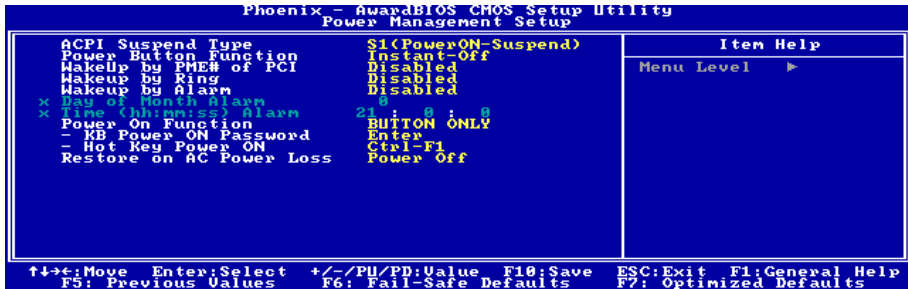 Phoenix - AwardBIOS CMOS Setup Utility
Power Management Setup
ACPI Suspend Type S1(PowerON-Suspend)
Power Button Function Instant-Off
WakeUp by PME# of PCI Disabled
Wakeup by Ring Disabled
Wakeup by Alarm Disabled
x Day of Month Alarm 0
x Time (hh:mm:ss) Alarm 21 : 0 : 0
Power On Function BUTTON ONLY
- KB Power ON Password Enter
- Hot Key Power ON Ctrl-F1
Restore on AC Power Loss Power Off
Item Help
Menu Level ►
↑↓→←:Move Enter:Select +/-/PU/PD:Value F10:Save ESC:Exit F1:General Help
F5: Previous Values F6: Fail-Safe Defaults F7: Optimized Defaults